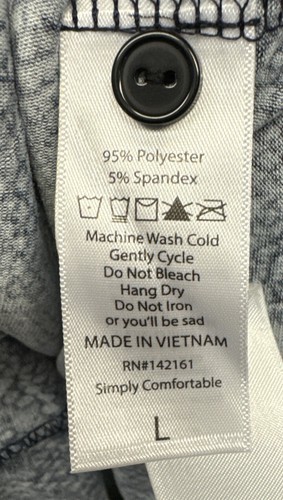 95% Polyester
5% Spandex
Machine Wash Cold
Gently Cycle
Do Not Bleach
Hang Dry
Do Not Iron
or you'll be sad
MADE IN VIETNAM
RN#142161
Simply Comfortable
L